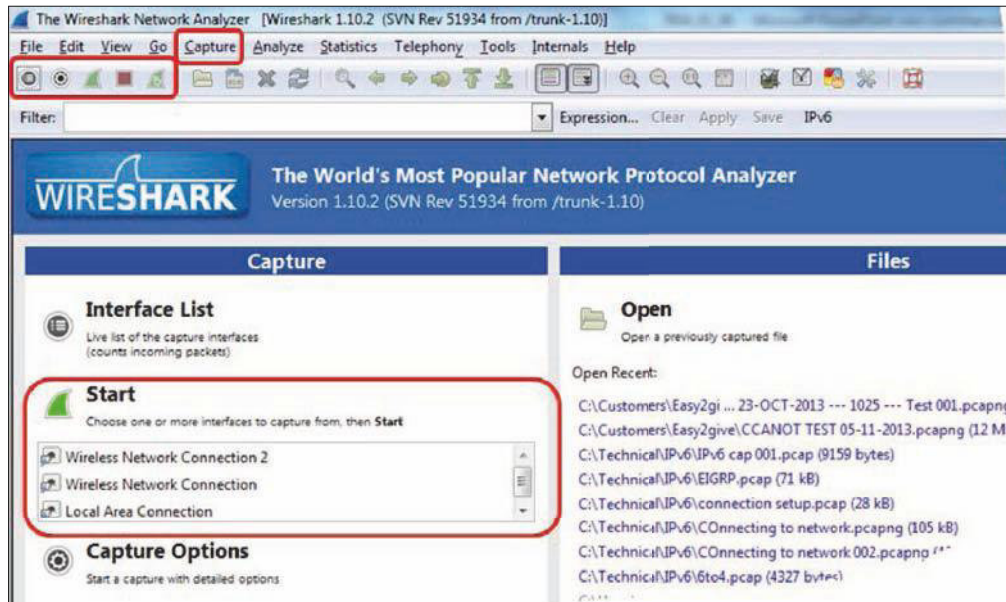 The Wireshark Network Analyzer [Wireshark 1.10.2 (SVN Rev 51934 from /trunk-1.10)]
File Edit View Go Capture Analyze Statistics Telephony Tools Internals Help
Filter: Expression... Clear Apply Save IPv6
WIRESHARK
The World's Most Popular Network Protocol Analyzer
Version 1.10.2 (SVN Rev 51934 from /trunk-1.10)
Capture
Interface List
Live list of the capture interfaces
(counts incoming packets)
Start
Choose one or more interfaces to capture from, then Start
Wireless Network Connection 2
Wireless Network Connection
Local Area Connection
Capture Options
Start a capture with detailed options
Files
Open
Open a previously captured file
Open Recent:
C:\Customers\Easy2gi ... 23-OCT-2013 --- 1025 --- Test 001.pcapng
C:\Customers\Easy2give\CCANOT TEST 05-11-2013.pcapng (12 M
C:\Technical\IPv6\IPv6 cap 001.pcap (9159 bytes)
C:\Technical\IPv6\EIGRP.pcap (71 kB)
C:\Technical\IPv6\connection setup.pcap (28 kB)
C:\Technical\IPv6\COnnecting to network.pcapng (105 kB)
C:\Technical\IPv6\COnnecting to network 002.pcapng
C:\Technical\IPv6\6to4.pcap (4327 bytes)